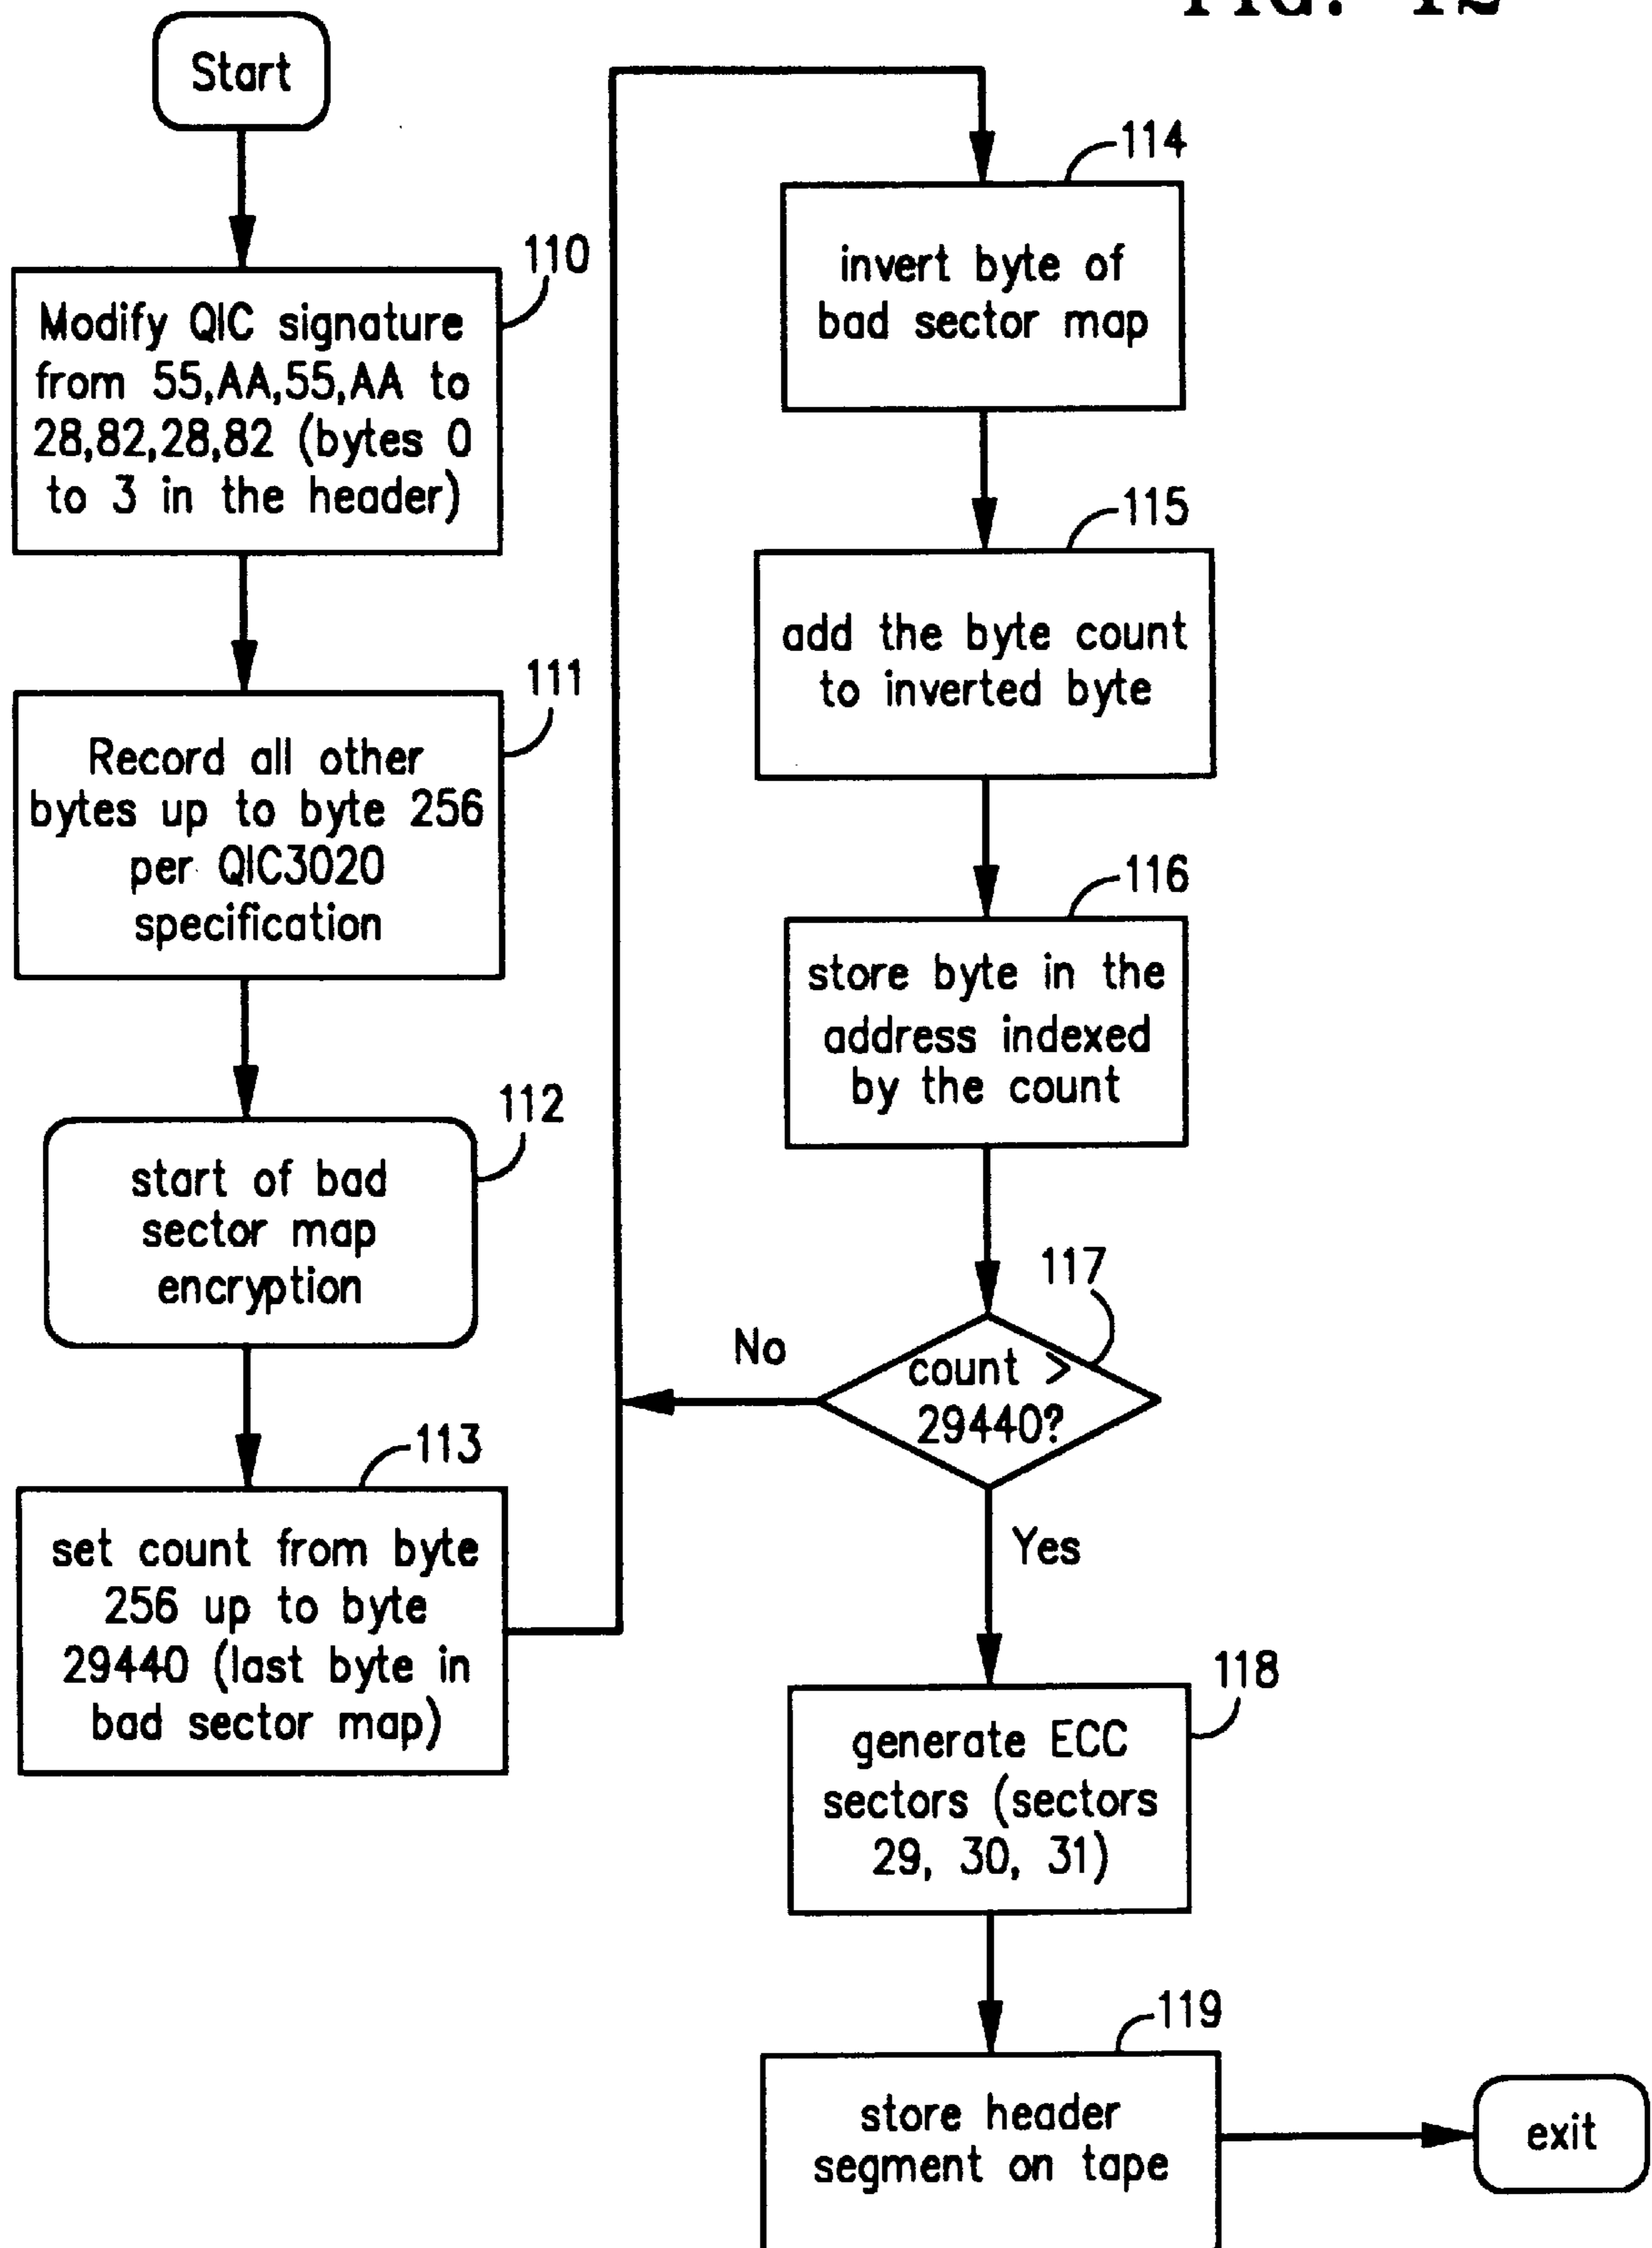 FIG. 12
Start
110
Modify QIC signature
from 55,AA,55,AA to
28,82,28,82 (bytes 0
to 3 in the header)
111
Record all other
bytes up to byte 256
per QIC3020
specification
112
start of bad
sector map
encryption
113
set count from byte
256 up to byte
29440 (last byte in
bad sector map)
114
invert byte of
bad sector map
115
add the byte count
to inverted byte
116
store byte in the
address indexed
by the count
117
count >
29440?
No
Yes
118
generate ECC
sectors (sectors
29, 30, 31)
119
store header
segment on tape
exit